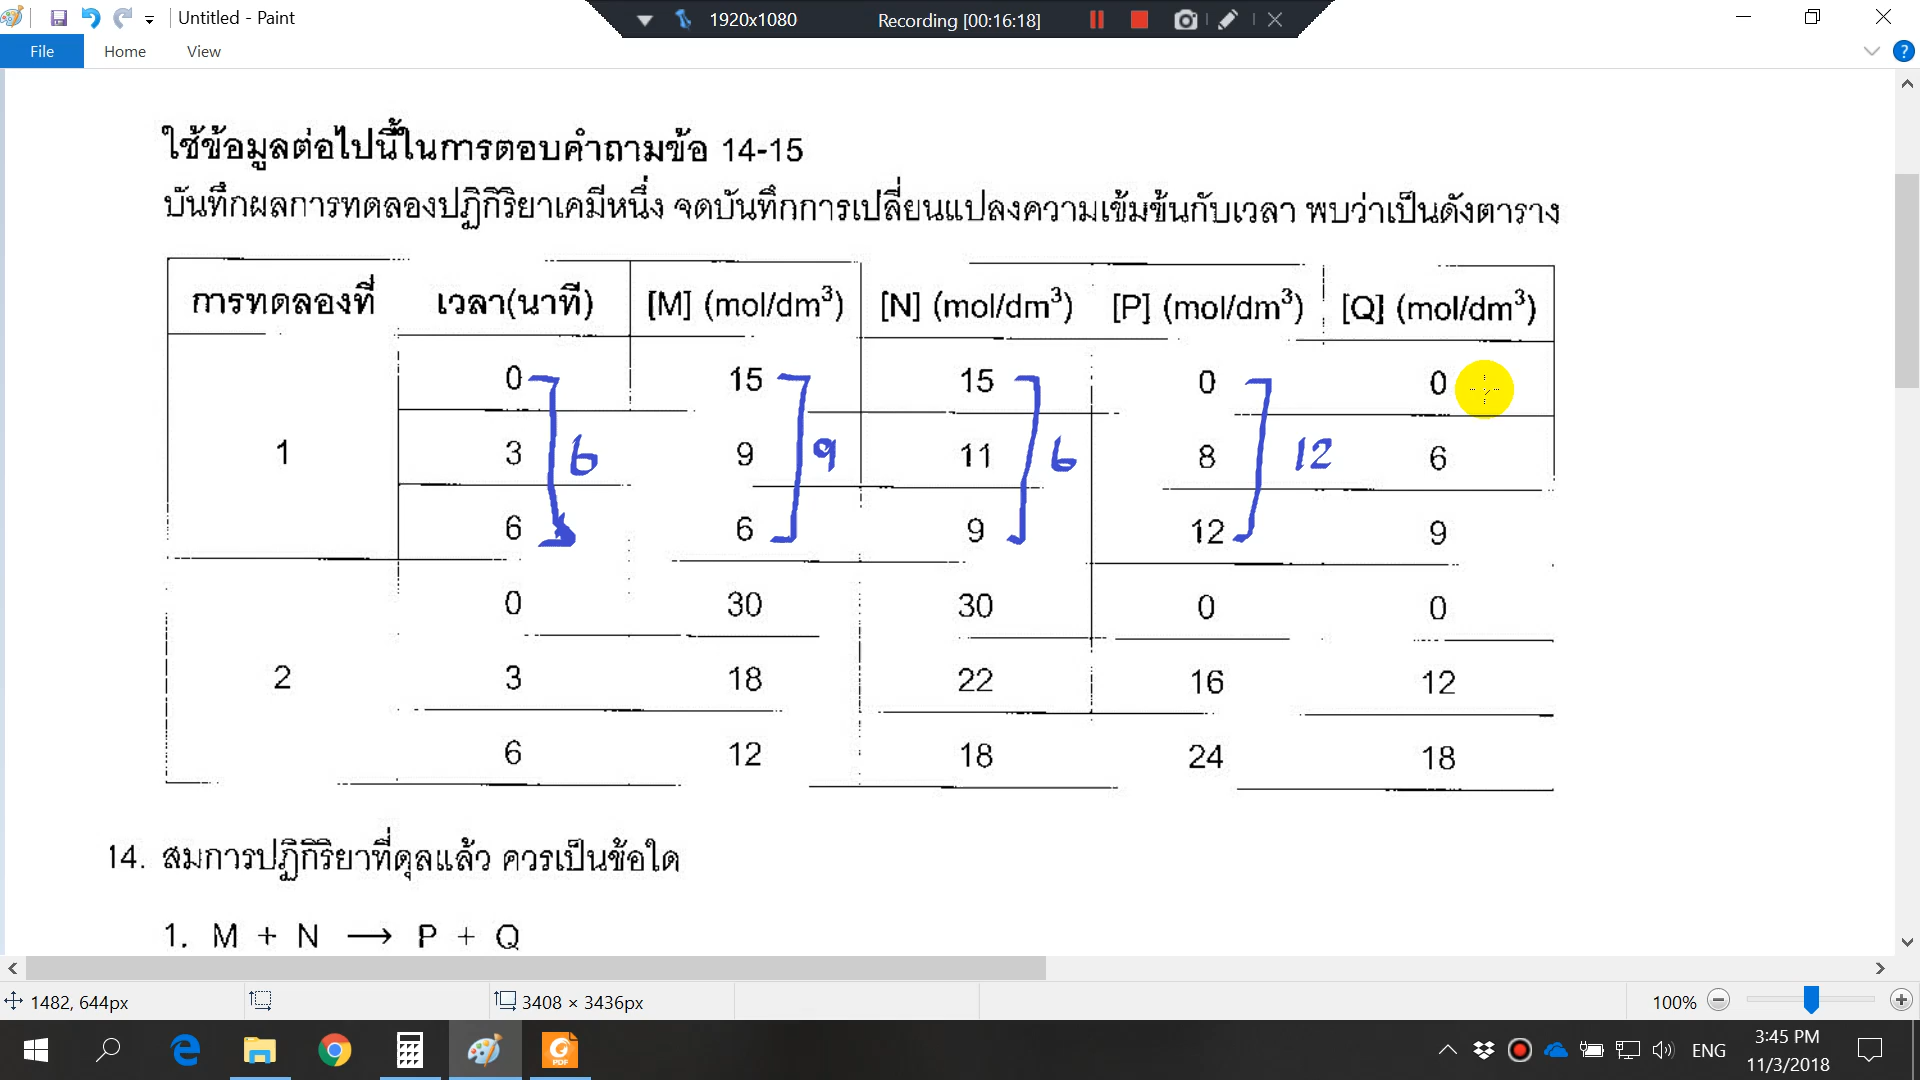 Untitled - Paint
1920x1080 Recording [00:16:18]
File Home View
ใช้ข้อมูลต่อไปนี้ในการตอบคำถามข้อ 14-15
บันทึกผลการทดลองปฏิกิริยาเคมีหนึ่ง จดบันทึกการเปลี่ยนแปลงความเข้มข้นกับเวลา พบว่าเป็นดังตาราง
การทดลองที่ เวลา(นาที) [M] (mol/dm³) [N] (mol/dm³) [P] (mol/dm³) [Q] (mol/dm³)
0 15 15 0 0
1 3 6 9 9 11 6 8 12 6
6 6 9 12 9
0 30 30 0 0
2 3 18 22 16 12
6 12 18 24 18
14. สมการปฏิกิริยาที่ดุลแล้ว ควรเป็นข้อใด
1. M + N → P + Q
1482, 644px 3408 × 3436px 100%
ENG 3:45 PM
11/3/2018
PDF